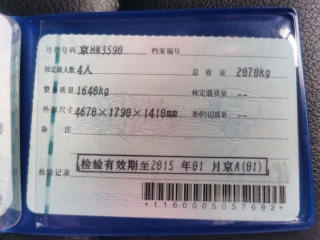 号牌号码 京HN3590 档案编号
核定载人数 4人 总质量 2070kg
整备质量 1640kg 核定载质量 --
外廓尺寸 4670×1790×1410mm 准牵引总质量 --
备注
检验记录 检验有效期至2015年01月京A(01)
*1160005057692*